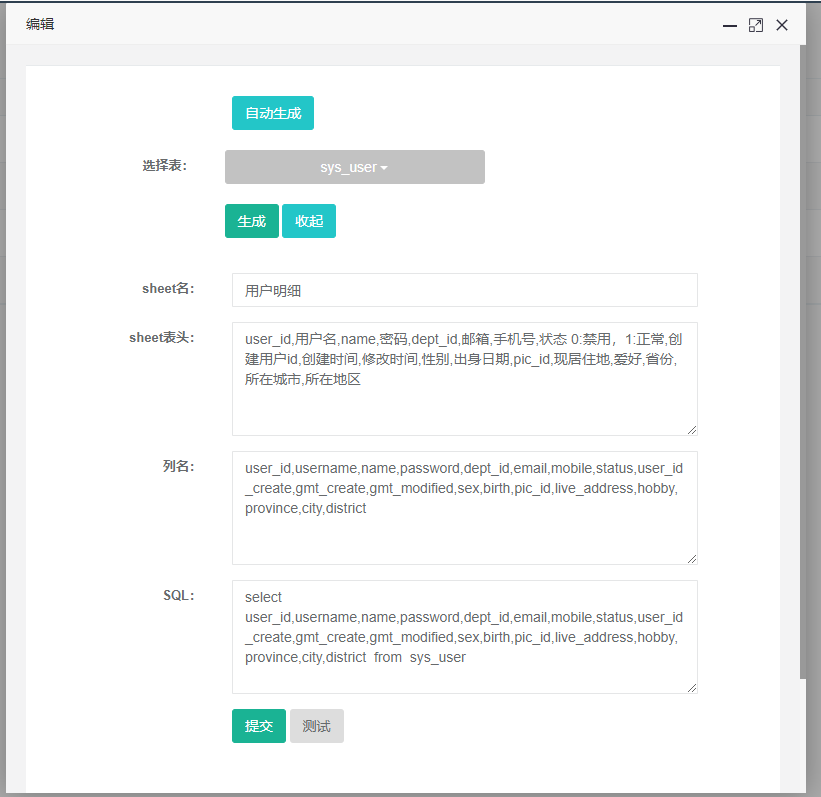 编辑
自动生成
选择表：
sys_user
生成 收起
sheet名：
用户明细
sheet表头：
user_id,用户名,name,密码,dept_id,邮箱,手机号,状态 0:禁用，1:正常,创
建用户id,创建时间,修改时间,性别,出身日期,pic_id,现居住地,爱好,省份,
所在城市,所在地区
列名：
user_id,username,name,password,dept_id,email,mobile,status,user_id
_create,gmt_create,gmt_modified,sex,birth,pic_id,live_address,hobby,
province,city,district
SQL：
select
user_id,username,name,password,dept_id,email,mobile,status,user_id
_create,gmt_create,gmt_modified,sex,birth,pic_id,live_address,hobby,
province,city,district  from  sys_user
提交 测试